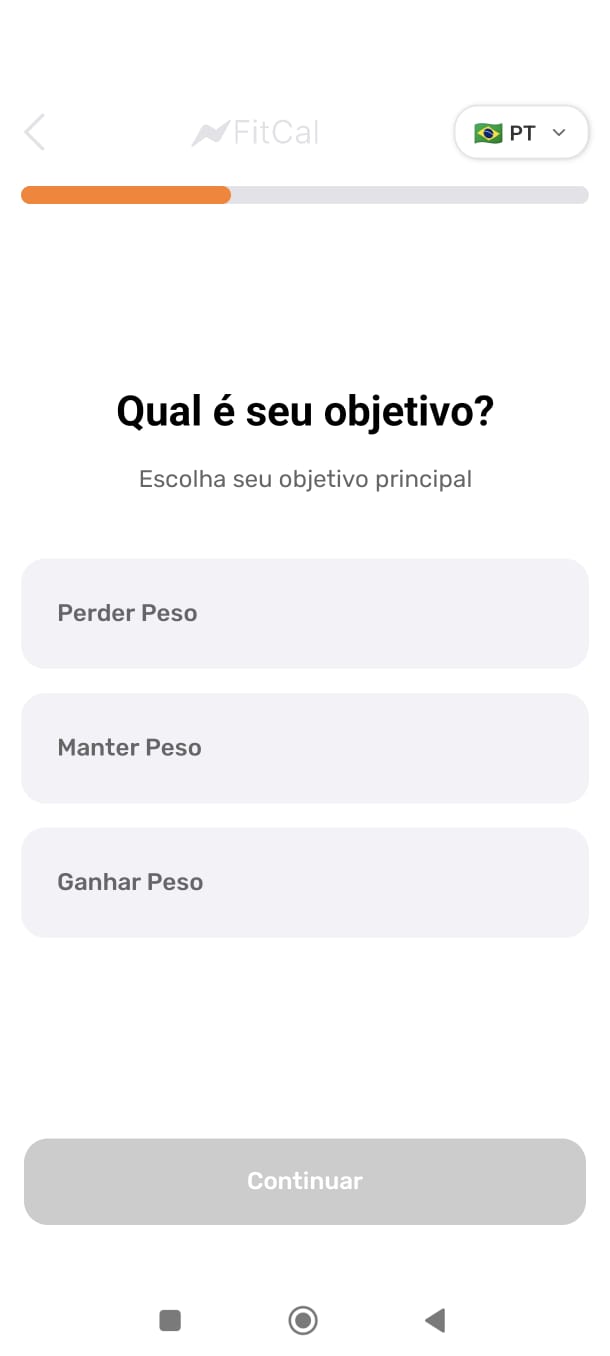 FitCal
PT
Qual é seu objetivo?
Escolha seu objetivo principal
Perder Peso
Manter Peso
Ganhar Peso
Continuar